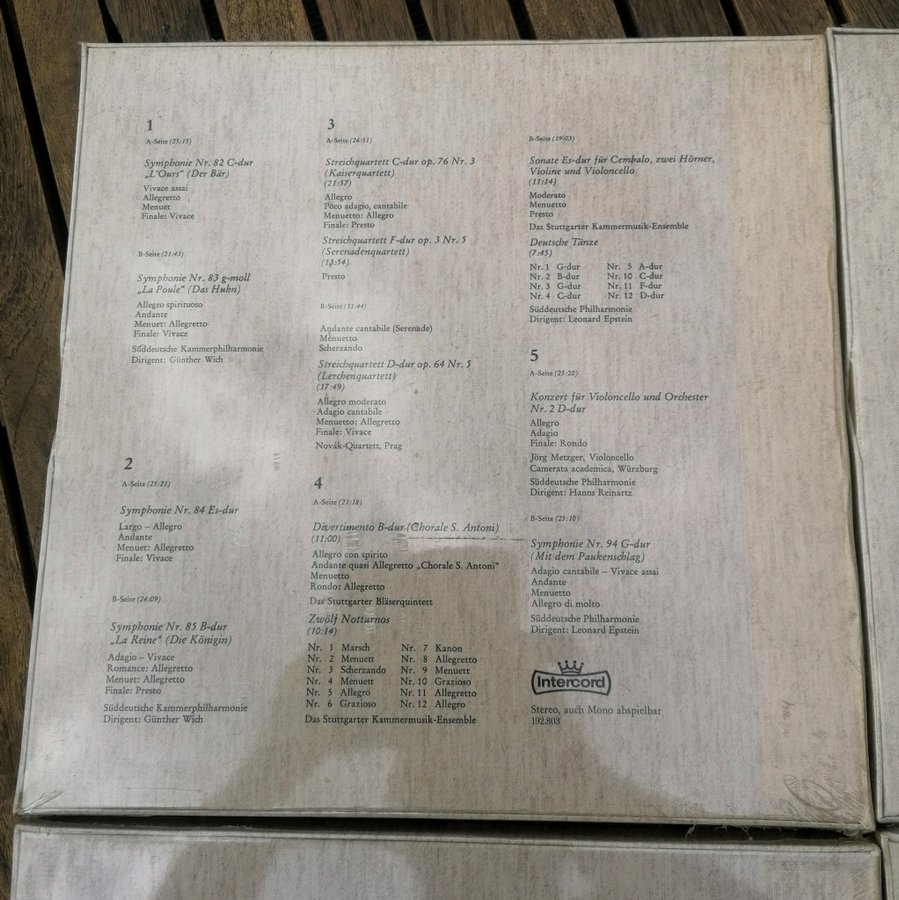 1
A-Seite (25:13)
Symphonie Nr. 82 C-dur
„L'Ours“ (Der Bär)
Vivace assai
Allegretto
Menuet
Finale: Vivace
B-Seite (21:45)
Symphonie Nr. 83 g-moll
„La Poule“ (Das Huhn)
Allegro spirituoso
Andante
Menuet: Allegretto
Finale: Vivace
Süddeutsche Kammerphilharmonie
Dirigent: Günther Wich
2
A-Seite (25:21)
Symphonie Nr. 84 Es-dur
Largo – Allegro
Andante
Menuet: Allegretto
Finale: Vivace
B-Seite (24:09)
Symphonie Nr. 85 B-dur
„La Reine“ (Die Königin)
Adagio – Vivace
Romance: Allegretto
Menuet: Allegretto
Finale: Presto
Süddeutsche Kammerphilharmonie
Dirigent: Günther Wich
3
A-Seite (26:51)
Streichquartett C-dur op. 76 Nr. 3
(Kaiserquartett)
(21:57)
Allegro
Poco adagio, cantabile
Menuetto: Allegro
Finale: Presto
Streichquartett F-dur op. 3 Nr. 5
(Serenadenquartett)
(13:54)
Presto
B-Seite (31:44)
Andante cantabile (Serenade)
Menuetto
Scherzando
Streichquartett D-dur op. 64 Nr. 5
(Lerchenquartett)
(17:49)
Allegro moderato
Adagio cantabile
Menuetto: Allegro
Finale: Vivace
Novák-Quartett, Prag
4
A-Seite (21:18)
Divertimento B-dur (Chorale S. Antoni)
(11:00)
Allegro con spirito
Andante quasi Allegretto „Chorale S. Antoni“
Menuetto
Rondo: Allegretto
Das Stuttgarter Bläserquintett
Zwölf Notturnos
(10:14)
Nr. 1 Marsch Nr. 7 Kanon
Nr. 2 Menuett Nr. 8 Allegretto
Nr. 3 Scherzando Nr. 9 Menuett
Nr. 4 Menuett Nr. 10 Grazioso
Nr. 5 Allegro Nr. 11 Allegretto
Nr. 6 Grazioso Nr. 12 Allegro
Das Stuttgarter Kammermusik-Ensemble
B-Seite (19:03)
Sonate Es-dur für Cembalo, zwei Hörner,
Violine und Violoncello
(11:14)
Moderato
Menuetto
Presto
Das Stuttgarter Kammermusik-Ensemble
Deutsche Tänze
(7:45)
Nr. 1 G-dur Nr. 5 A-dur
Nr. 2 B-dur Nr. 10 C-dur
Nr. 3 G-dur Nr. 11 F-dur
Nr. 4 C-dur Nr. 12 D-dur
Süddeutsche Philharmonie
Dirigent: Leonard Epstein
5
A-Seite (25:20)
Konzert für Violoncello und Orchester
Nr. 2 D-dur
Allegro
Adagio
Finale: Rondo
Jörg Metzger, Violoncello
Camerata academica, Würzburg
Süddeutsche Philharmonie
Dirigent: Hanns Reinartz
B-Seite (25:10)
Symphonie Nr. 94 G-dur
(Mit dem Paukenschlag)
Adagio cantabile – Vivace assai
Andante
Menuetto
Allegro di molto
Süddeutsche Philharmonie
Dirigent: Leonard Epstein
Intercord
Stereo, auch Mono abspielbar
192.803